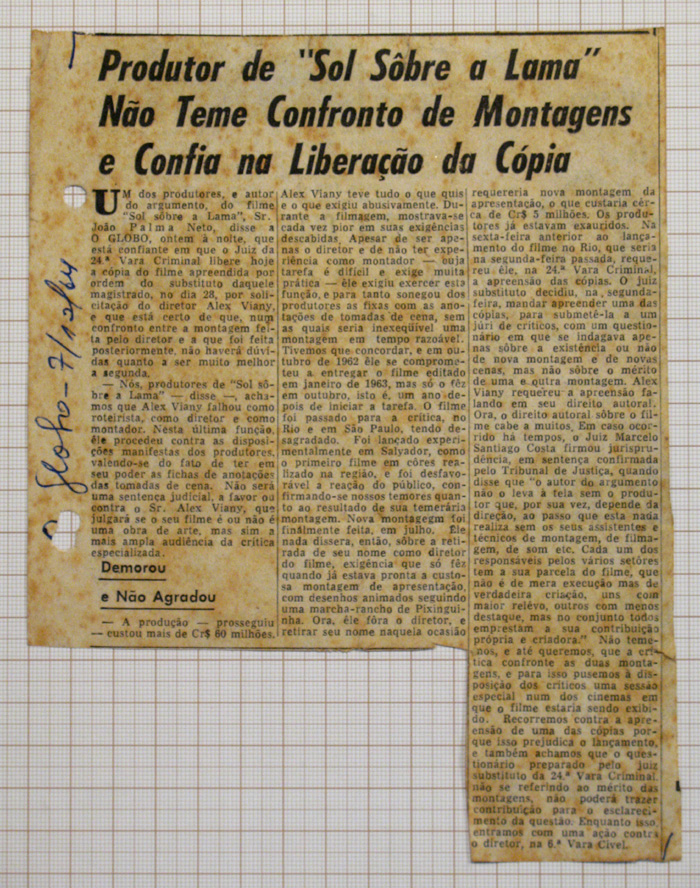 Produtor de "Sol Sôbre a Lama"
Não Teme Confronto de Montagens
e Confia na Liberação da Cópia
Globo - 7/12/64
UM dos produtores, e autor
do argumento, do filme
"Sol sôbre a Lama", Sr.
João Palma Neto, disse a
O GLOBO, ontem à noite, que
está confiante em que o Juiz da
24.ª Vara Criminal libere hoje
a cópia do filme apreendida por
ordem do substituto daquele
magistrado, no dia 28, por soli-
citação do diretor Alex Viany,
e que está certo de que, num
confronto entre a montagem fei-
ta pelo diretor e a que foi feita
posteriormente, não haverá dúvi-
das quanto a ser muito melhor
a segunda.
— Nós, produtores de "Sol sô-
bre a Lama" — disse —, acha-
mos que Alex Viany falhou como
roteirista, como diretor e como
montador. Nesta última função,
êle procedeu contra as disposi-
ções manifestas dos produtores,
valendo-se do fato de ter em
seu poder as fichas de anotações
das tomadas de cena. Não será
uma sentença judicial, a favor ou
contra o Sr. Alex Viany, que
julgará se o seu filme é ou não é
uma obra de arte, mas sim a
mais ampla audiência da crítica
especializada.
Demorou
e Não Agradou
— A produção — prosseguiu
— custou mais de Cr$ 60 milhões.
Alex Viany teve tudo o que quis
e o que exigiu abusivamente. Du-
rante a filmagem, mostrava-se
cada vez pior em suas exigências
descabidas. Apesar de ser ape-
nas o diretor e de não ter expe-
riência como montador — cuja
tarefa é difícil e exige muita
prática — êle exigiu exercer esta
função, e para tanto sonegou dos
produtores as fixas com as ano-
tações de tomadas de cena, sem
as quais seria inexeqüível uma
montagem em tempo razoável.
Tivemos que concordar, e em ou-
tubro de 1962 êle se comprome-
teu a entregar o filme editado
em janeiro de 1963, mas só o fêz
em outubro, isto é, um ano de-
pois de iniciar a tarefa. O filme
foi passado para a crítica, no
Rio e em São Paulo, tendo de-
sagradado. Foi lançado experi-
mentalmente em Salvador, como
o primeiro filme em côres rea-
lizado na região, e foi desfavo-
rável a reação do público, con-
firmando-se nossos temores quan-
to ao resultado de sua temerária
montagem. Nova montagegm foi
finalmente feita, em julho. Ele
nada dissera, então, sôbre a reti-
rada de seu nome como diretor
do filme, exigência que só fêz
quando já estava pronta a custo-
sa montagem de apresentação,
com desenhos animados seguindo
uma marcha-rancho de Pixingui-
nha. Ora, êle fôra o diretor, e
retirar seu nome naquela ocasião
requereria nova montagem da
apresentação, o que custaria cêr-
ca de Cr$ 5 milhões. Os produ-
tores já estavam exauridos. Na
sexta-feira anterior ao lança-
mento do filme no Rio, que seria
na segunda-feira passada, reque-
reu êle, na 24.ª Vara Criminal,
a apreensão das cópias. O juiz
substituto decidiu, na segunda-
feira, mandar apreender uma das
cópias, para submetê-la a um
júri de críticos, com um questio-
nário em que se indagava ape-
nas sôbre a existência ou não
de nova montagem e de novas
cenas, mas não sôbre o mérito
de uma e outra montagem. Alex
Viany requereu a apreensão fa-
lando em seu direito autoral.
Ora, o direito autoral sôbre o fil-
me cabe a muitos. Em caso ocor-
rido há tempos, o Juiz Marcelo
Santiago Costa firmou jurispru-
dência, em sentença confirmada
pelo Tribunal de Justiça, quando
disse que "o autor do argumento
não o leva à tela sem o produ-
tor que, por sua vez, depende da
direção, ao passo que esta nada
realiza sem os seus assistentes e
técnicos de montagem, de filma-
gem, de som etc. Cada um dos
responsáveis pelos vários setôres
tem a sua parcela do filme, que
não é de mera execução mas de
verdadeira criação, uns com
maior relêvo, outros com menos
destaque, mas no conjunto todos
emprestam a sua contribuição
própria e criadora." Não teme-
mos, e até queremos, que a crí-
tica confronte as duas monta-
gens, e para isso pusemos à dis-
posição dos críticos uma sessão
especial num dos cinemas em
que o filme estaria sendo exibi-
do. Recorremos contra a apre-
ensão de uma das cópias por-
que isso prejudica o lançamento,
e também achamos que o ques-
tionário preparado pelo juiz
substituto da 24.ª Vara Criminal
não se referindo ao mérito das
montagens, não poderá trazer
contribuição para o esclareci-
mento da questão. Enquanto isso,
entramos com uma ação contra
o diretor, na 6.ª Vara Cível.